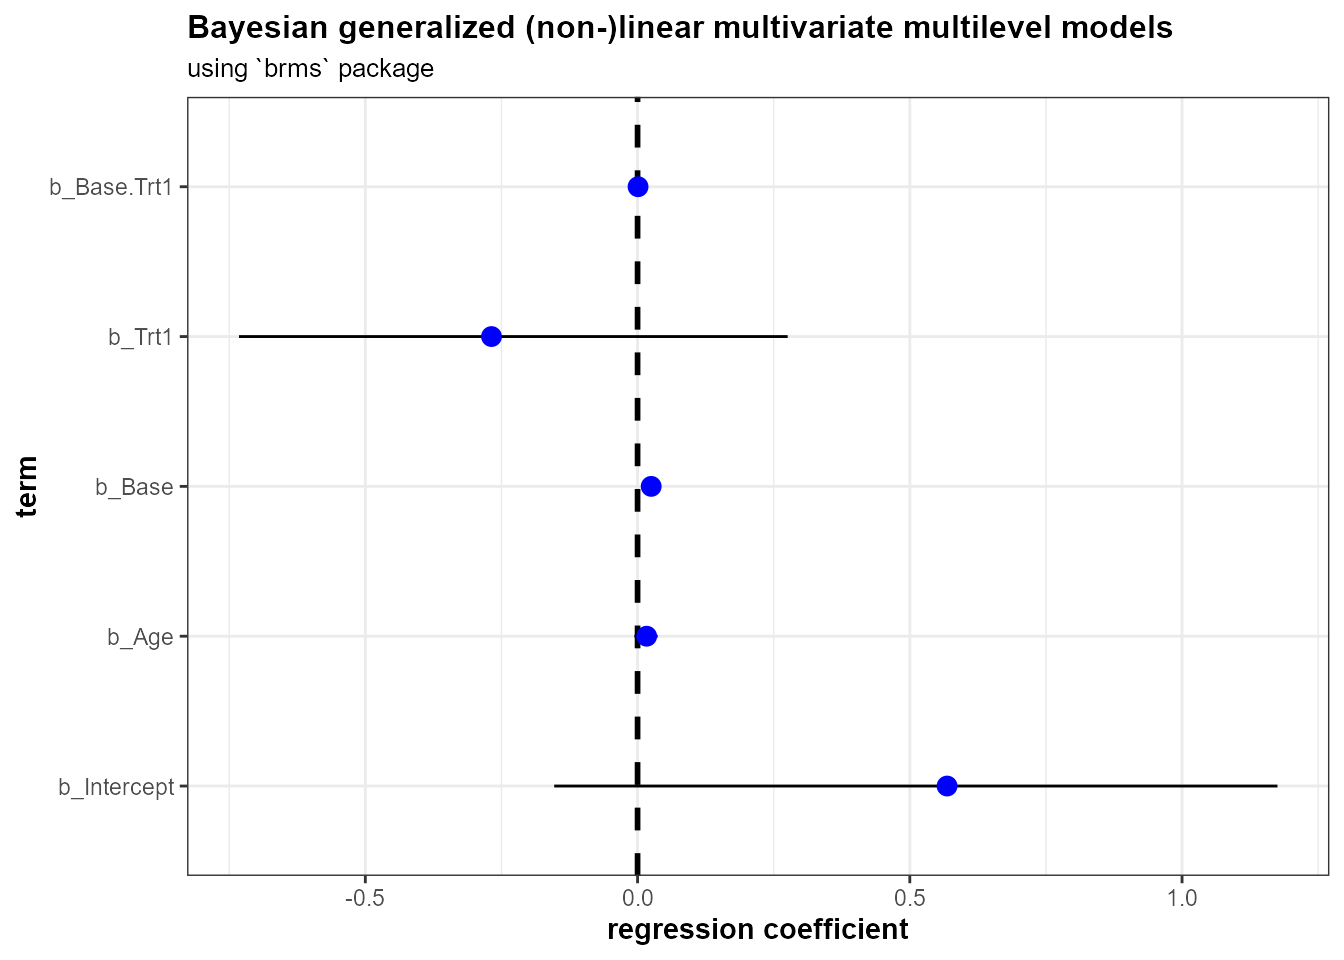 Bayesian generalized (non-)linear multivariate multilevel models
using `brms` package
b_Base.Trt1
b_Trt1
b_Base
b_Age
b_Intercept
term
-0.5 0.0 0.5 1.0
regression coefficient